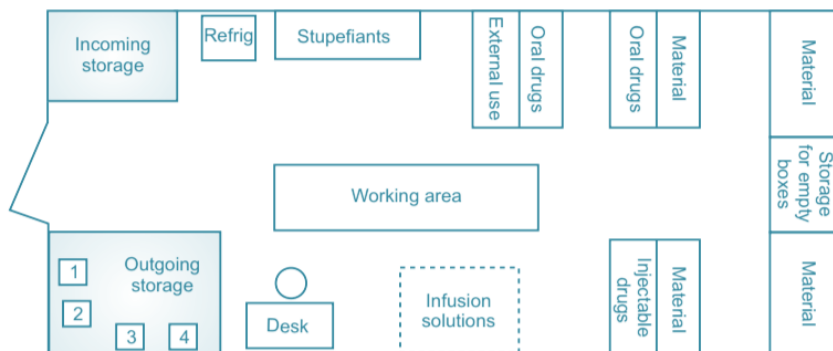 Incoming
storage
Refrig
Stupefiants
External use
Oral drugs
Oral drugs
Material
Material
Working area
Storage
for empty
boxes
1
2
3
4
Outgoing
storage
Desk
Infusion
solutions
Injectable
drugs
Material
Material